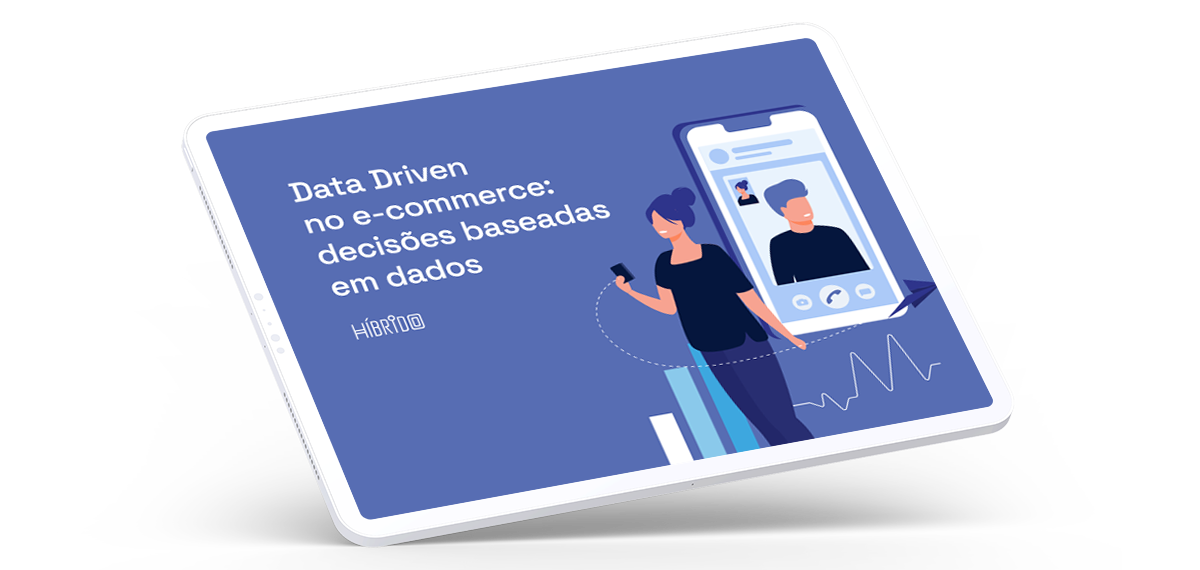 Data Driven
no e-commerce:
decisões baseadas
em dados
HÍBRIDO